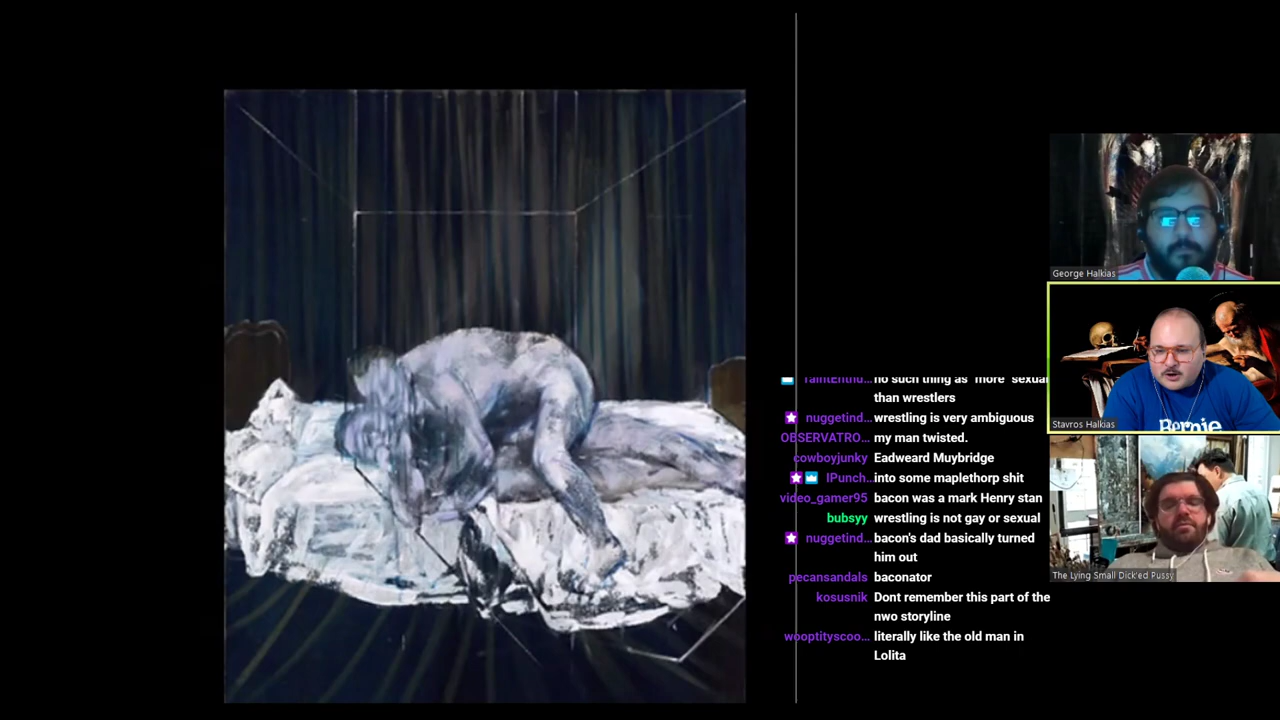 no such thing as "more" sexual
than wrestlers
nuggetind... wrestling is very ambiguous
OBSERVATRO... my man twisted.
cowboyjunky Eadweard Muybridge
IPunch... into some maplethorp shit
video_gamer95 bacon was a mark Henry stan
bubsyy wrestling is not gay or sexual
nuggetind... bacon's dad basically turned
him out
pecansandals baconator
kosusnik Dont remember this part of the
nwo storyline
wooptityscoo... literally like the old man in
Lolita
George Halkias
Bernie
Stavros Halkias
The Lying Small Dick'ed Pussy